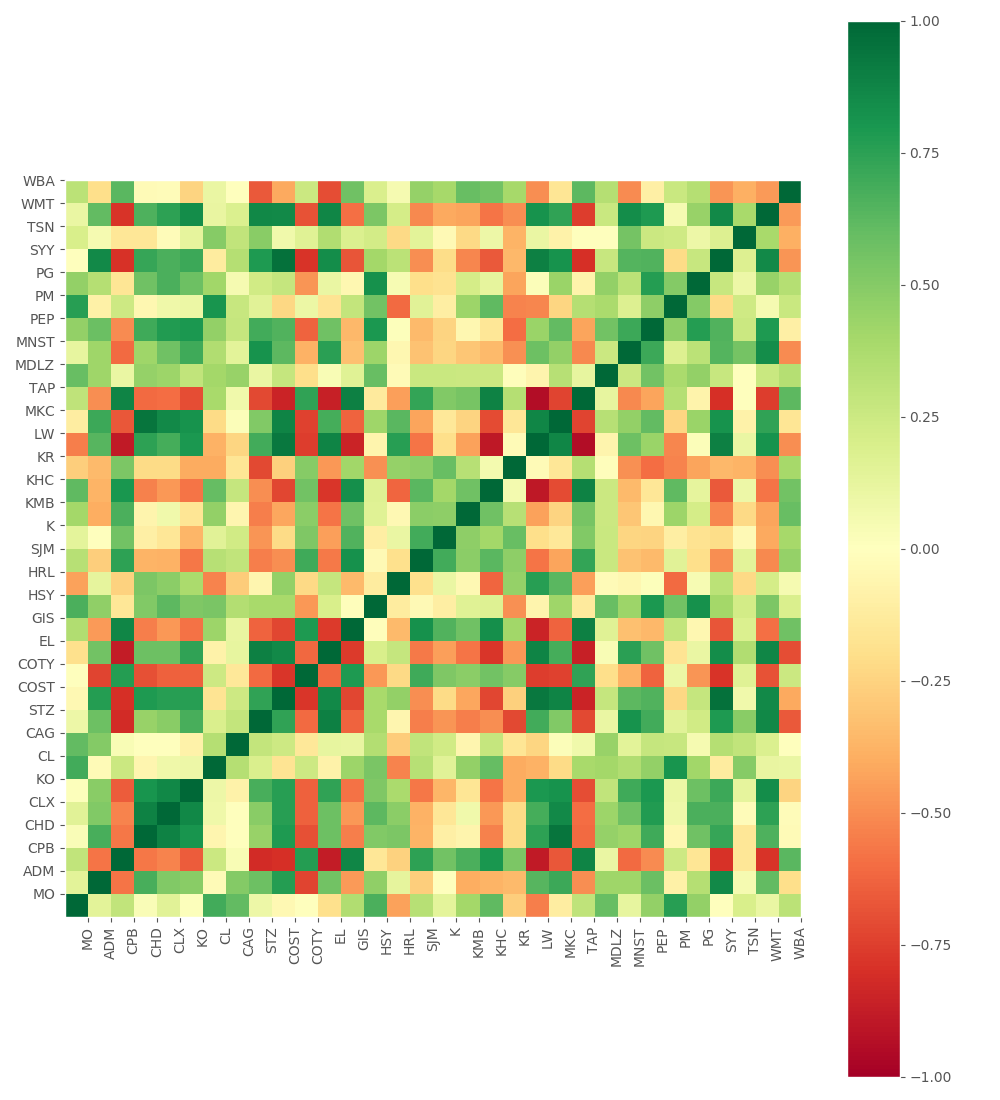 WBA
WMT
TSN
SYY
PG
PM
PEP
MNST
MDLZ
TAP
MKC
LW
KR
KHC
KMB
K
SJM
HRL
HSY
GIS
EL
COTY
COST
STZ
CAG
CL
KO
CLX
CHD
CPB
ADM
MO
MO
ADM
CPB
CHD
CLX
KO
CL
CAG
STZ
COST
COTY
EL
GIS
HSY
HRL
SJM
K
KMB
KHC
KR
LW
MKC
TAP
MDLZ
MNST
PEP
PM
PG
SYY
TSN
WMT
WBA
1.00
0.75
0.50
0.25
0.00
−0.25
−0.50
−0.75
−1.00